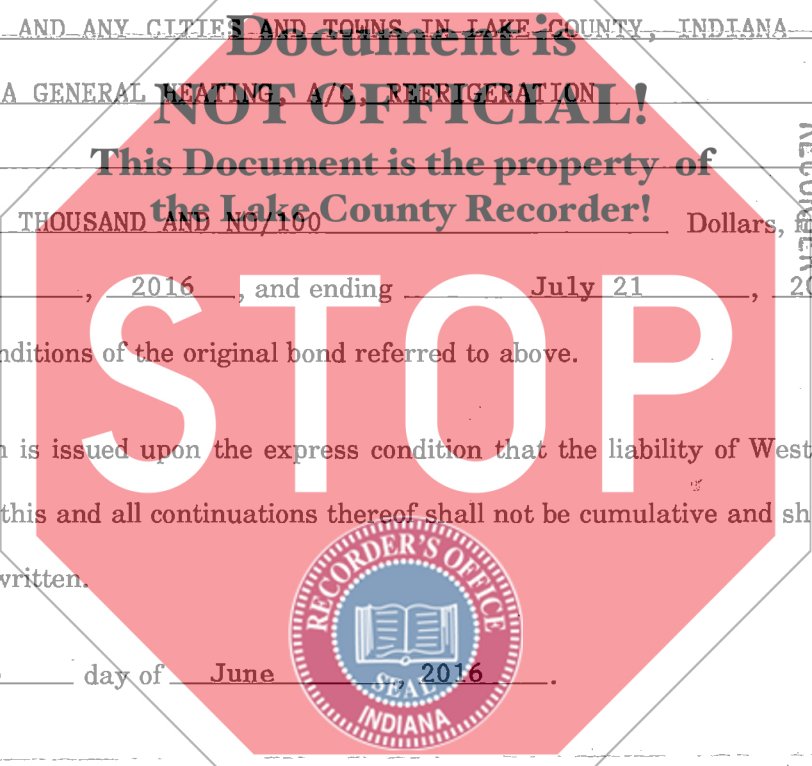 AND ANY CITIES AND TOWNS IN LAKE COUNTY, INDIANA
Document is
A GENERAL HEATING, A/C, REFRIGERATION
NOT OFFICIAL!
This Document is the property of
the Lake County Recorder!
THOUSAND AND NO/100 Dollars,
, 2016 , and ending July 21 , 20
nditions of the original bond referred to above.
STOP
n is issued upon the express condition that the liability of West
this and all continuations thereof shall not be cumulative and sh
written.
day of June , 2016 .
RECORDER'S OFFICE
SEAL
INDIANA
RECORDER